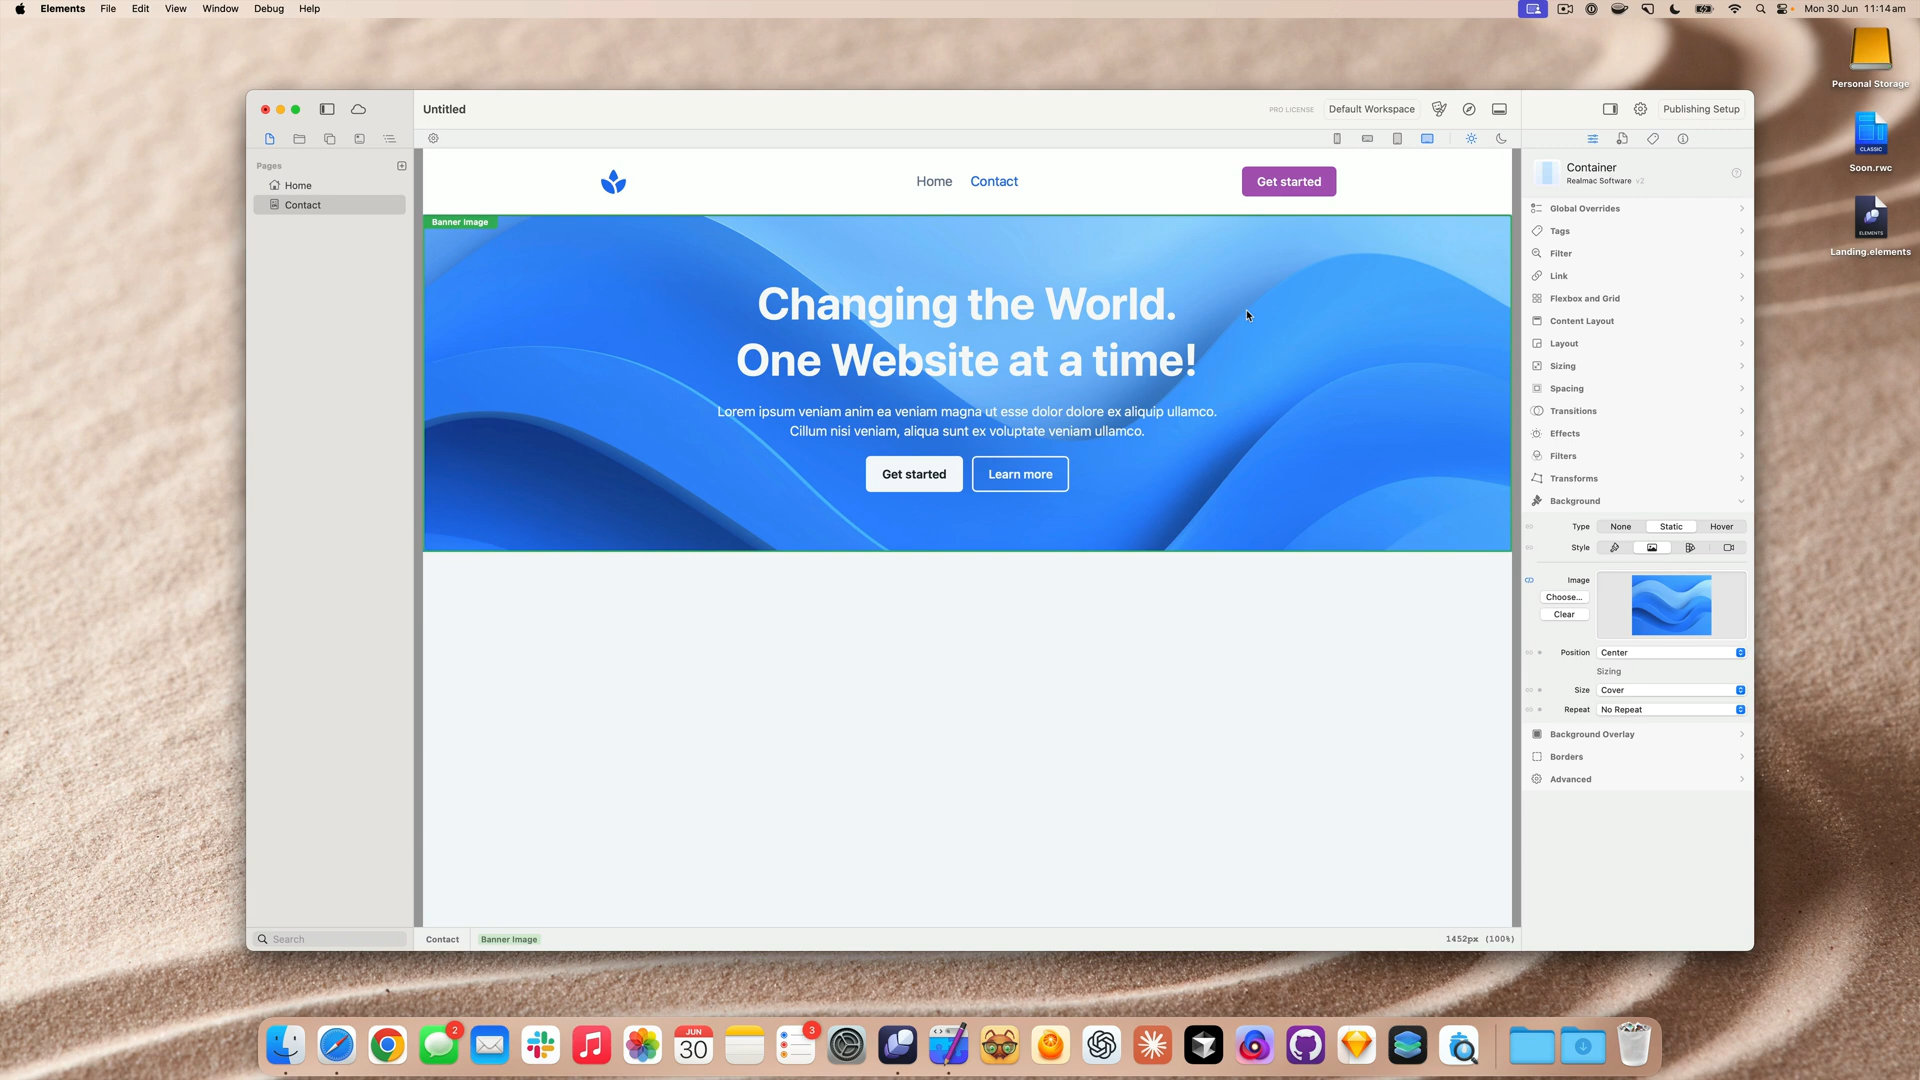 Elements File Edit View Window Debug Help
Mon 30 Jun 11:14am
Personal Storage
CLASSIC
Soon.rwc
ELEMENTS
Landing.elements
Untitled
PRO LICENSE
Default Workspace
Publishing Setup
Pages
Home
Contact
Home Contact
Get started
Banner Image
Changing the World.
One Website at a time!
Lorem ipsum veniam anim ea veniam magna ut esse dolor dolore ex aliquip ullamco.
Cillum nisi veniam, aliqua sunt ex voluptate veniam ullamco.
Get started
Learn more
Container
Realmac Software v2
Global Overrides
Tags
Filter
Link
Flexbox and Grid
Content Layout
Layout
Sizing
Spacing
Transitions
Effects
Filters
Transforms
Background
Type None Static Hover
Style
Image
Choose...
Clear
Position Center
Sizing
Size Cover
Repeat No Repeat
Background Overlay
Borders
Advanced
Search
Contact
Banner Image
1452px (100%)
2
JUN
30
3